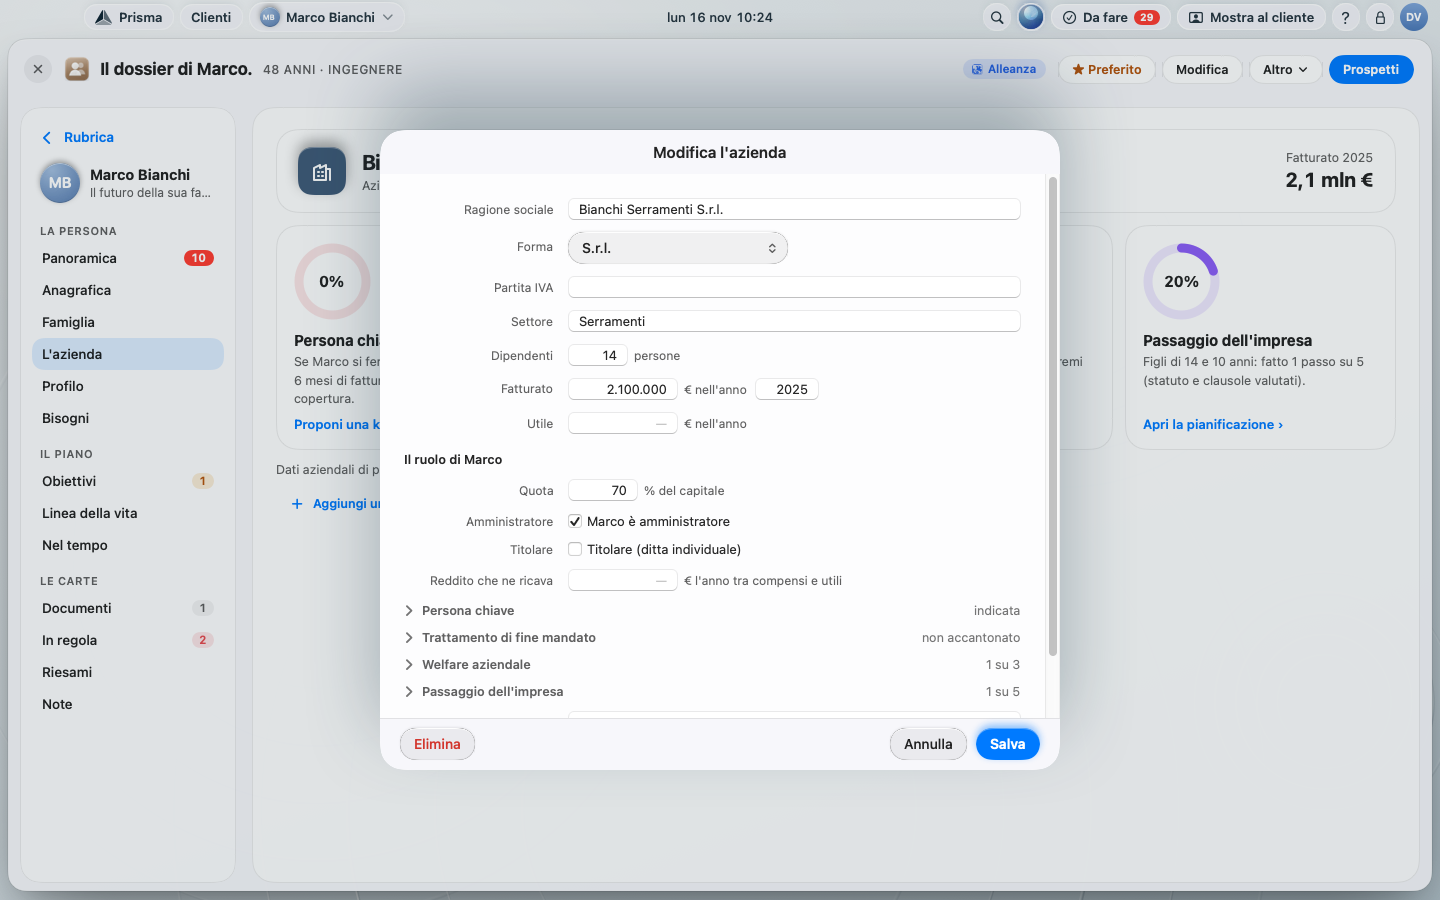 Prisma
Clienti
MB Marco Bianchi
lun 16 nov 10:24
Da fare 29
Mostra al cliente
?
DV
Il dossier di Marco. 48 ANNI · INGEGNERE
Alleanza
Preferito
Modifica
Altro
Prospetti
Rubrica
MB
Marco Bianchi
Il futuro della sua fa...
LA PERSONA
Panoramica 10
Anagrafica
Famiglia
L'azienda
Profilo
Bisogni
IL PIANO
Obiettivi 1
Linea della vita
Nel tempo
LE CARTE
Documenti 1
In regola 2
Riesami
Note
Fatturato 2025
2,1 mln €
0%
Persona
Se Marco si
6 mesi di
copertura.
Proponi una
Dati aziendali di
Aggiungi
20%
Passaggio dell'impresa
Figli di 14 e 10 anni: fatto 1 passo su 5
(statuto e clausole valutati).
Apri la pianificazione ›
Modifica l'azienda
Ragione sociale Bianchi Serramenti S.r.l.
Forma S.r.l.
Partita IVA
Settore Serramenti
Dipendenti 14 persone
Fatturato 2.100.000 € nell'anno 2025
Utile — € nell'anno
Il ruolo di Marco
Quota 70 % del capitale
Amministratore Marco è amministratore
Titolare Titolare (ditta individuale)
Reddito che ne ricava — € l'anno tra compensi e utili
Persona chiave indicata
Trattamento di fine mandato non accantonato
Welfare aziendale 1 su 3
Passaggio dell'impresa 1 su 5
Elimina
Annulla
Salva